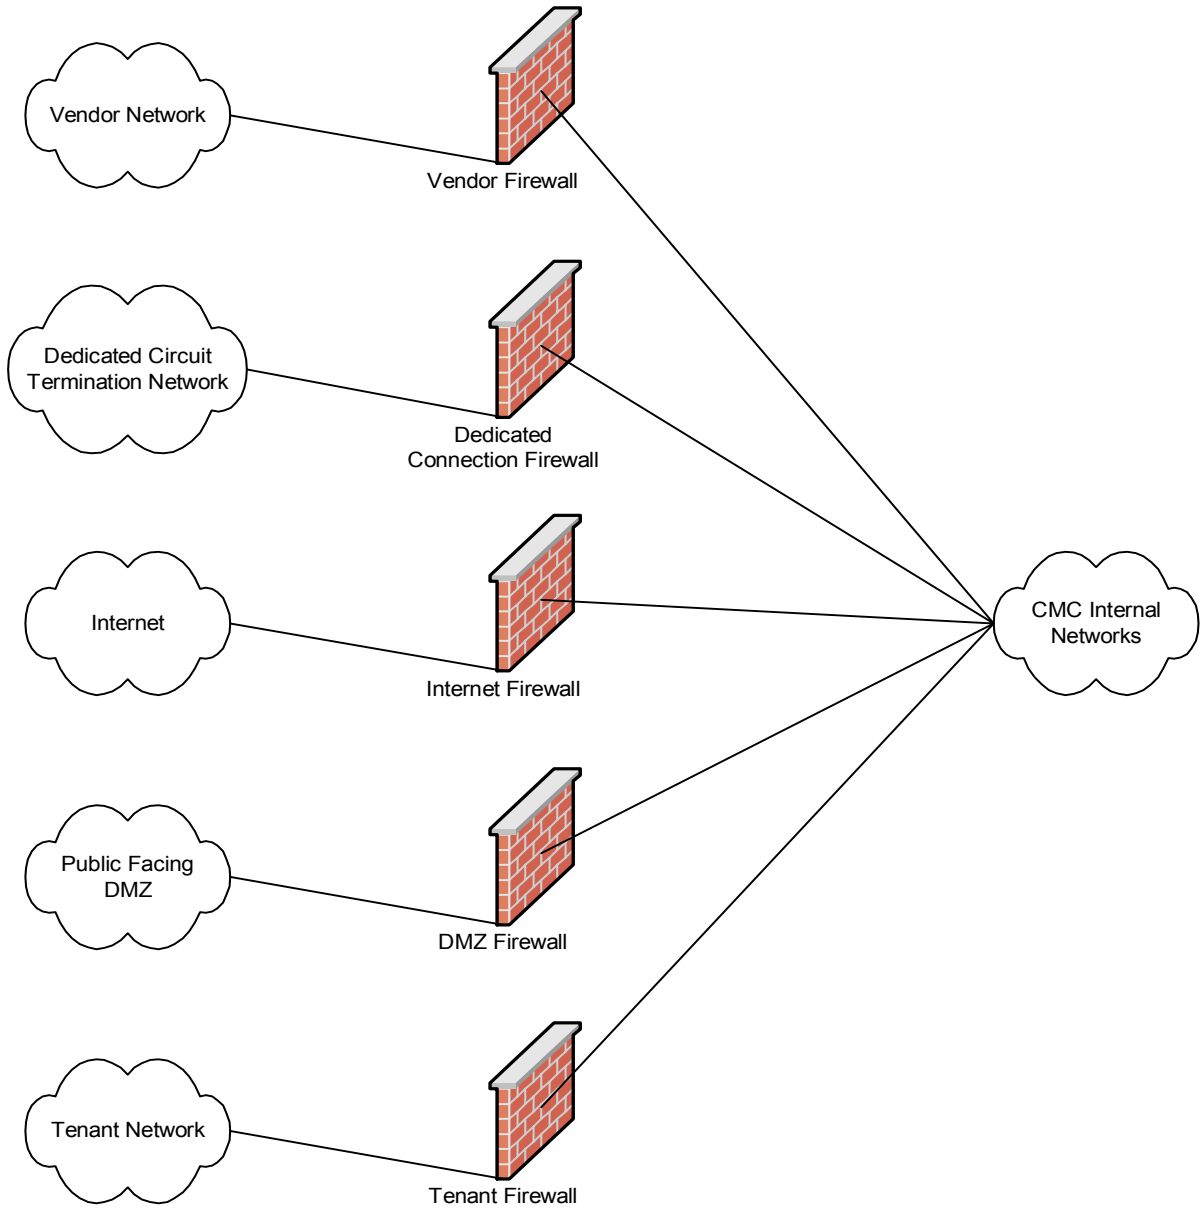 Vendor Network
Vendor Firewall
Dedicated Circuit
Termination Network
Dedicated
Connection Firewall
Internet
Internet Firewall
CMC Internal
Networks
Public Facing
DMZ
DMZ Firewall
Tenant Network
Tenant Firewall